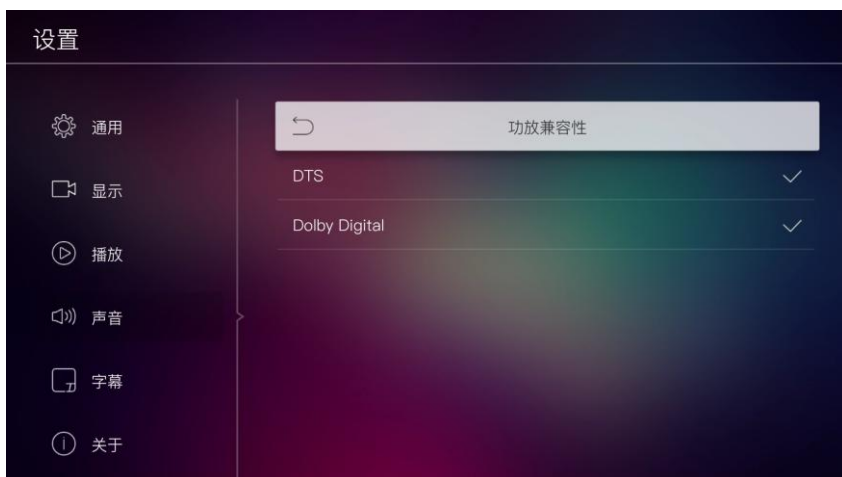 设置
通用
显示
播放
声音
字幕
关于
功放兼容性
DTS
Dolby Digital